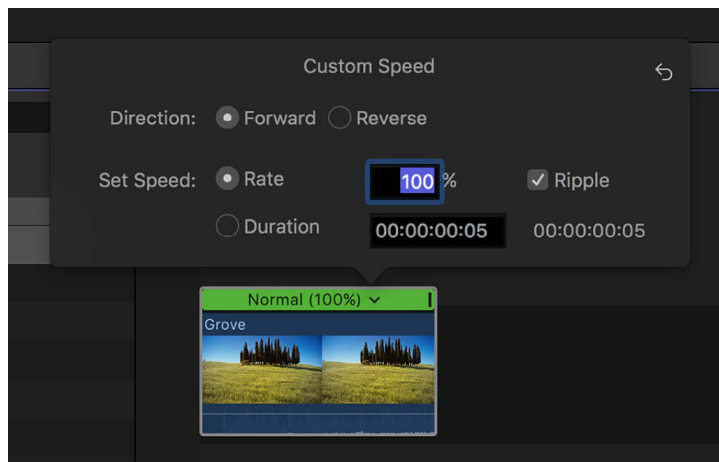 Custom Speed
Direction: Forward Reverse
Set Speed: Rate 100 % Ripple
Duration 00:00:00:05 00:00:00:05
Normal (100%)
Grove